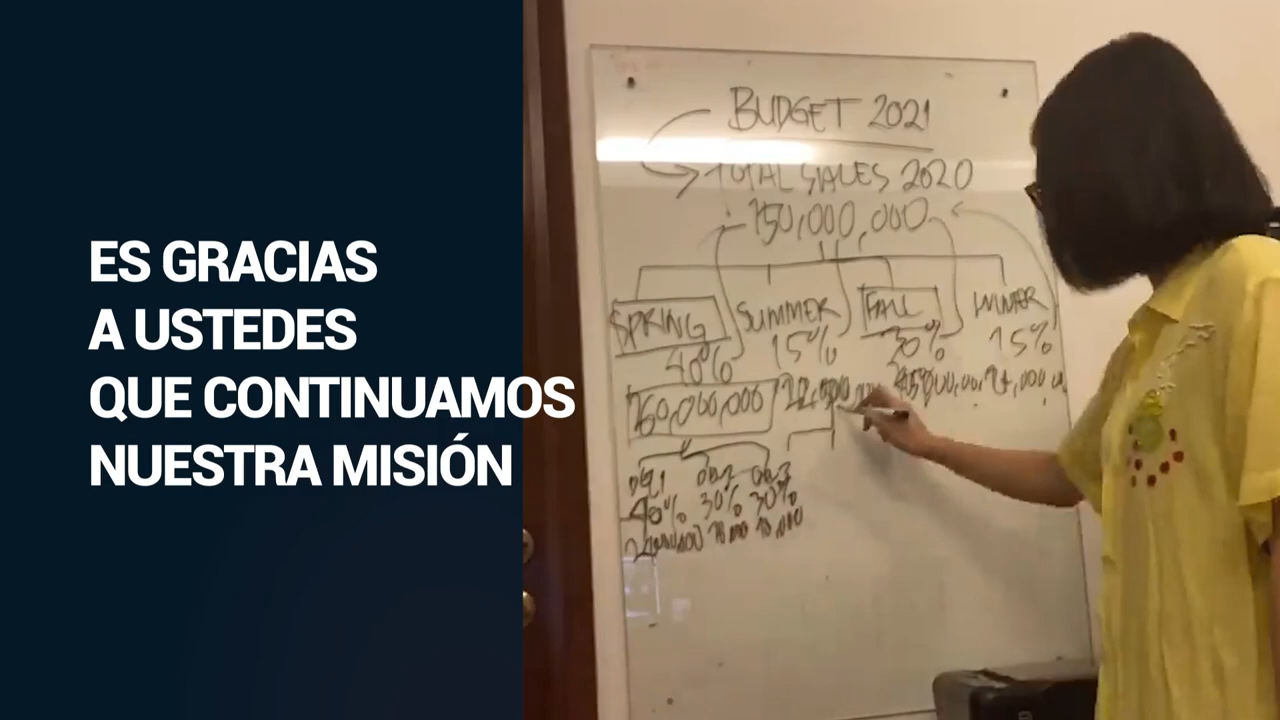 ES GRACIAS
A USTEDES
QUE CONTINUAMOS
NUESTRA MISIÓN
BUDGET 2021
TOTAL SALES 2020
150,000,000
SPRING SUMMER FALL WINTER
40% 15% 30% 15%
60,000,000
40% 30% 30%